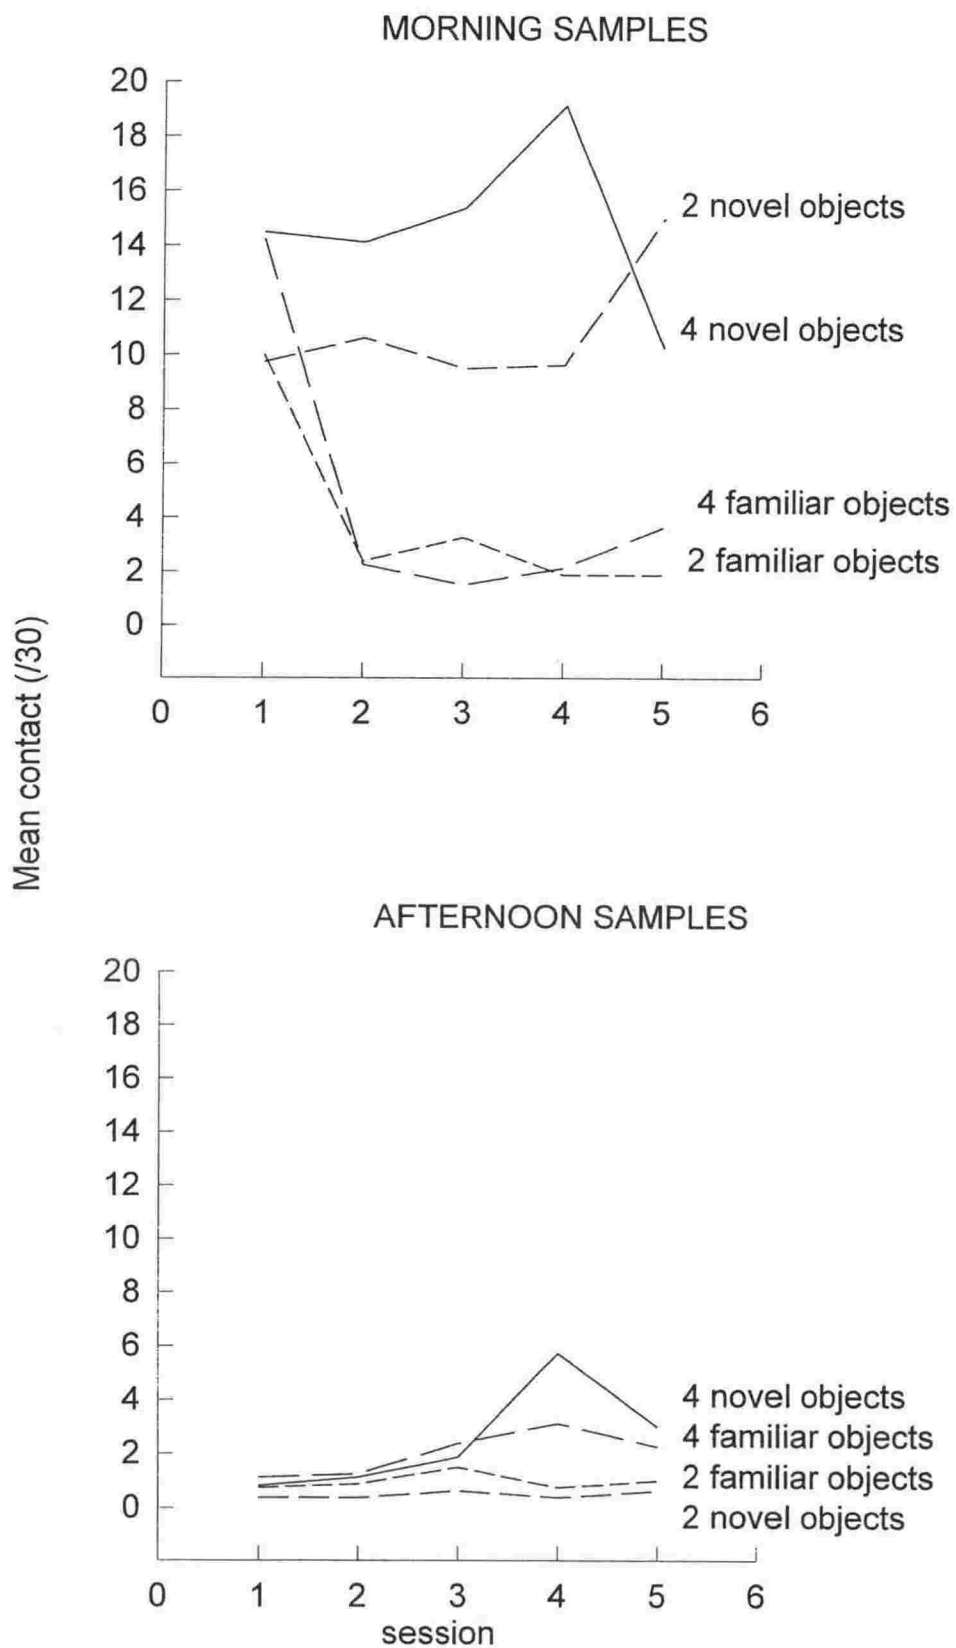 MORNING SAMPLES
20
18
16
14
12
10
8
6
4
2
0
2 novel objects
4 novel objects
4 familiar objects
2 familiar objects
0 1 2 3 4 5 6
Mean contact (/30)
AFTERNOON SAMPLES
20
18
16
14
12
10
8
6
4
2
0
4 novel objects
4 familiar objects
2 familiar objects
2 novel objects
0 1 2 3 4 5 6
session